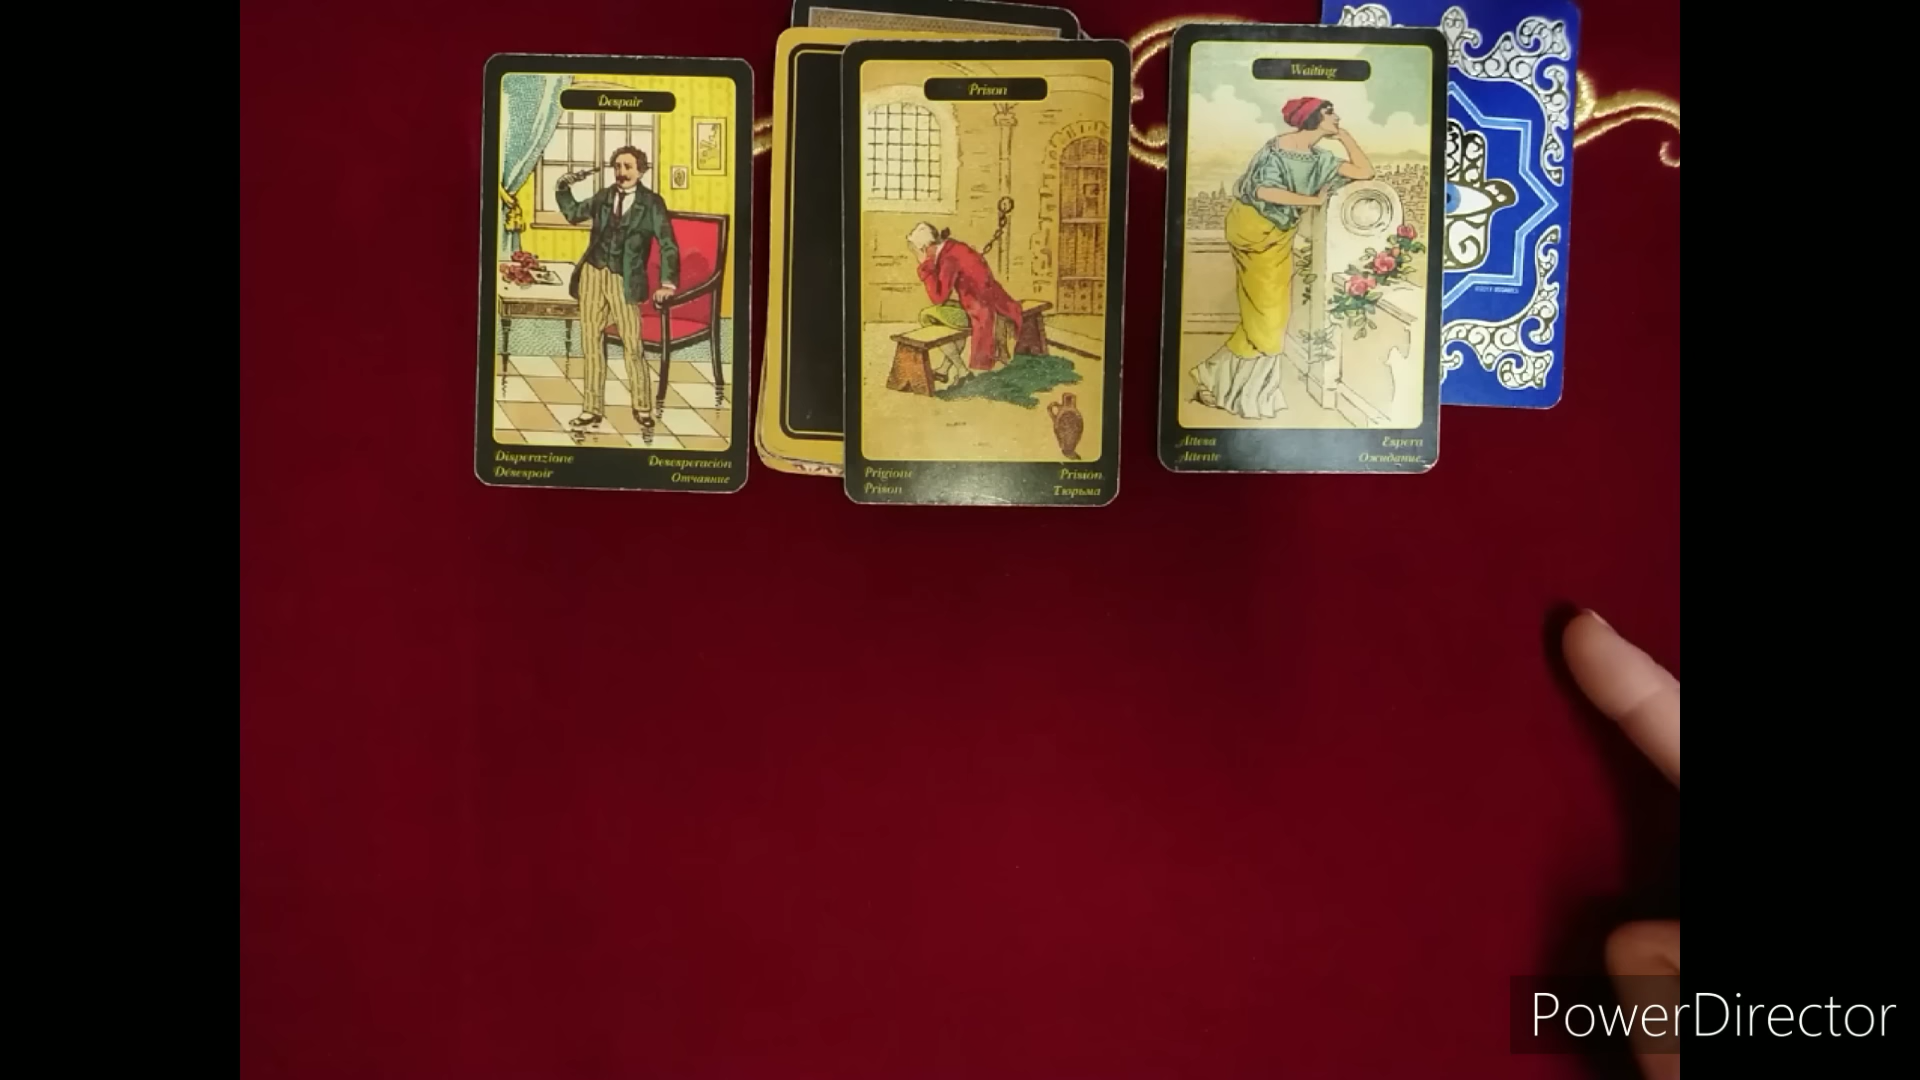 Despair
Disperazione
Désespoir
Desesperación
Отчаяние
Prison
Prigione
Prison
Prisión
Тюрьма
Waiting
Attesa
Attente
Espera
Ожидание
PowerDirector